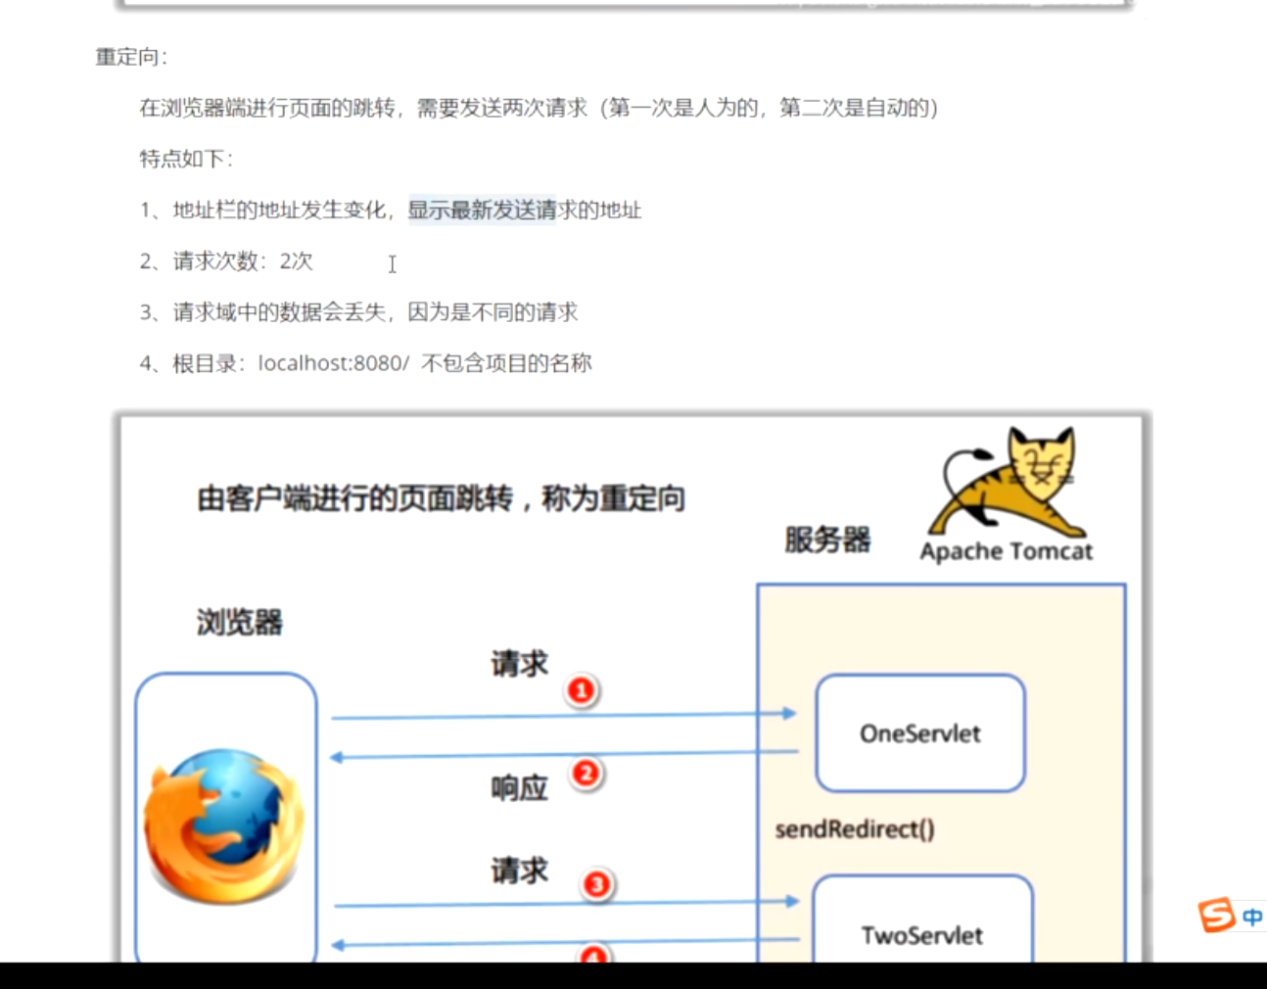 重定向：
在浏览器端进行页面的跳转，需要发送两次请求（第一次是人为的，第二次是自动的）
特点如下：
1、地址栏的地址发生变化，显示最新发送请求的地址
2、请求次数：2次
3、请求域中的数据会丢失，因为是不同的请求
4、根目录：localhost:8080/ 不包含项目的名称
由客户端进行的页面跳转，称为重定向
服务器
Apache Tomcat
浏览器
请求
1
OneServlet
2
响应
sendRedirect()
请求
3
TwoServlet
4
S中